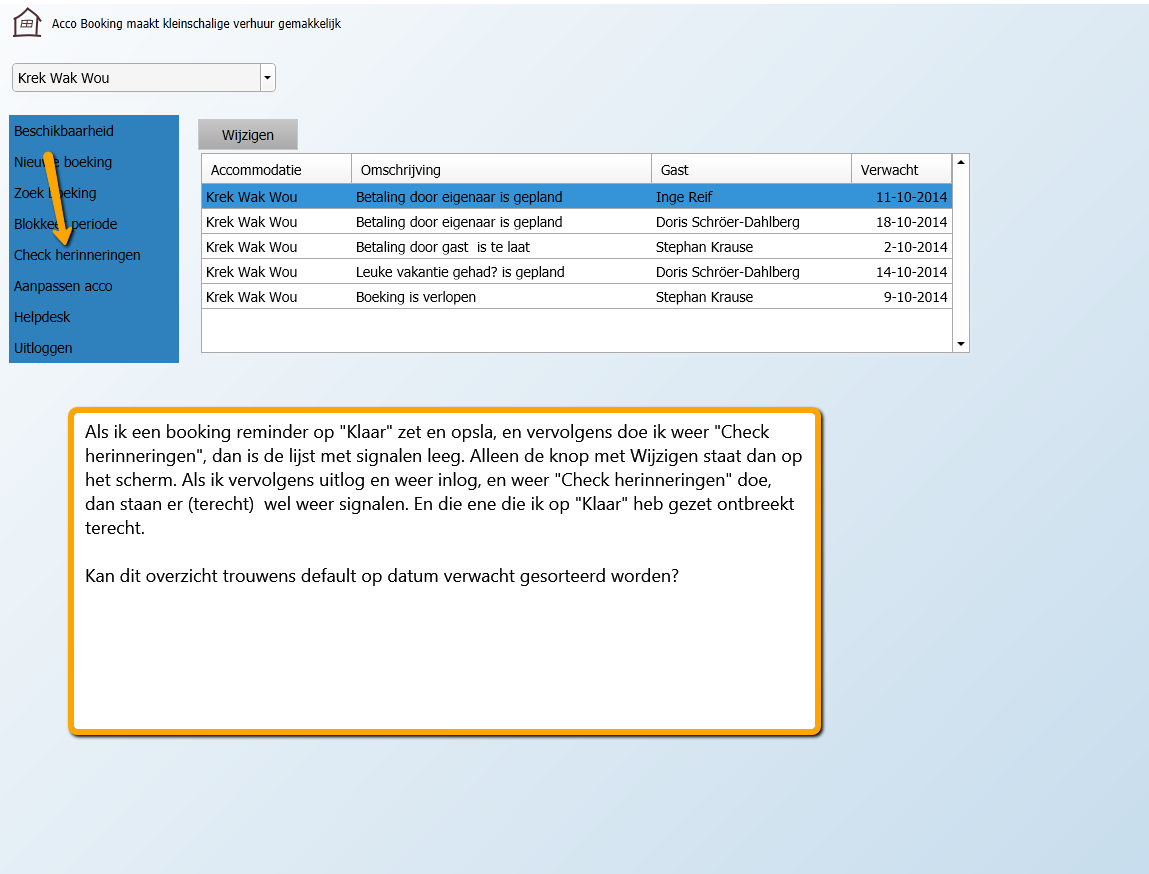 Acco Booking maakt kleinschalige verhuur gemakkelijk
Krek Wak Wou
Beschikbaarheid
Nieuwe boeking
Zoek boeking
Blokkeer periode
Check herinneringen
Aanpassen acco
Helpdesk
Uitloggen
Wijzigen
Accommodatie Omschrijving Gast Verwacht
Krek Wak Wou Betaling door eigenaar is gepland Inge Reif 11-10-2014
Krek Wak Wou Betaling door eigenaar is gepland Doris Schröer-Dahlberg 18-10-2014
Krek Wak Wou Betaling door gast  is te laat Stephan Krause 2-10-2014
Krek Wak Wou Leuke vakantie gehad? is gepland Doris Schröer-Dahlberg 14-10-2014
Krek Wak Wou Boeking is verlopen Stephan Krause 9-10-2014
Als ik een booking reminder op "Klaar" zet en opsla, en vervolgens doe ik weer "Check
herinneringen", dan is de lijst met signalen leeg. Alleen de knop met Wijzigen staat dan op
het scherm. Als ik vervolgens uitlog en weer inlog, en weer "Check herinneringen" doe,
dan staan er (terecht)  wel weer signalen. En die ene die ik op "Klaar" heb gezet ontbreekt
terecht.
Kan dit overzicht trouwens default op datum verwacht gesorteerd worden?